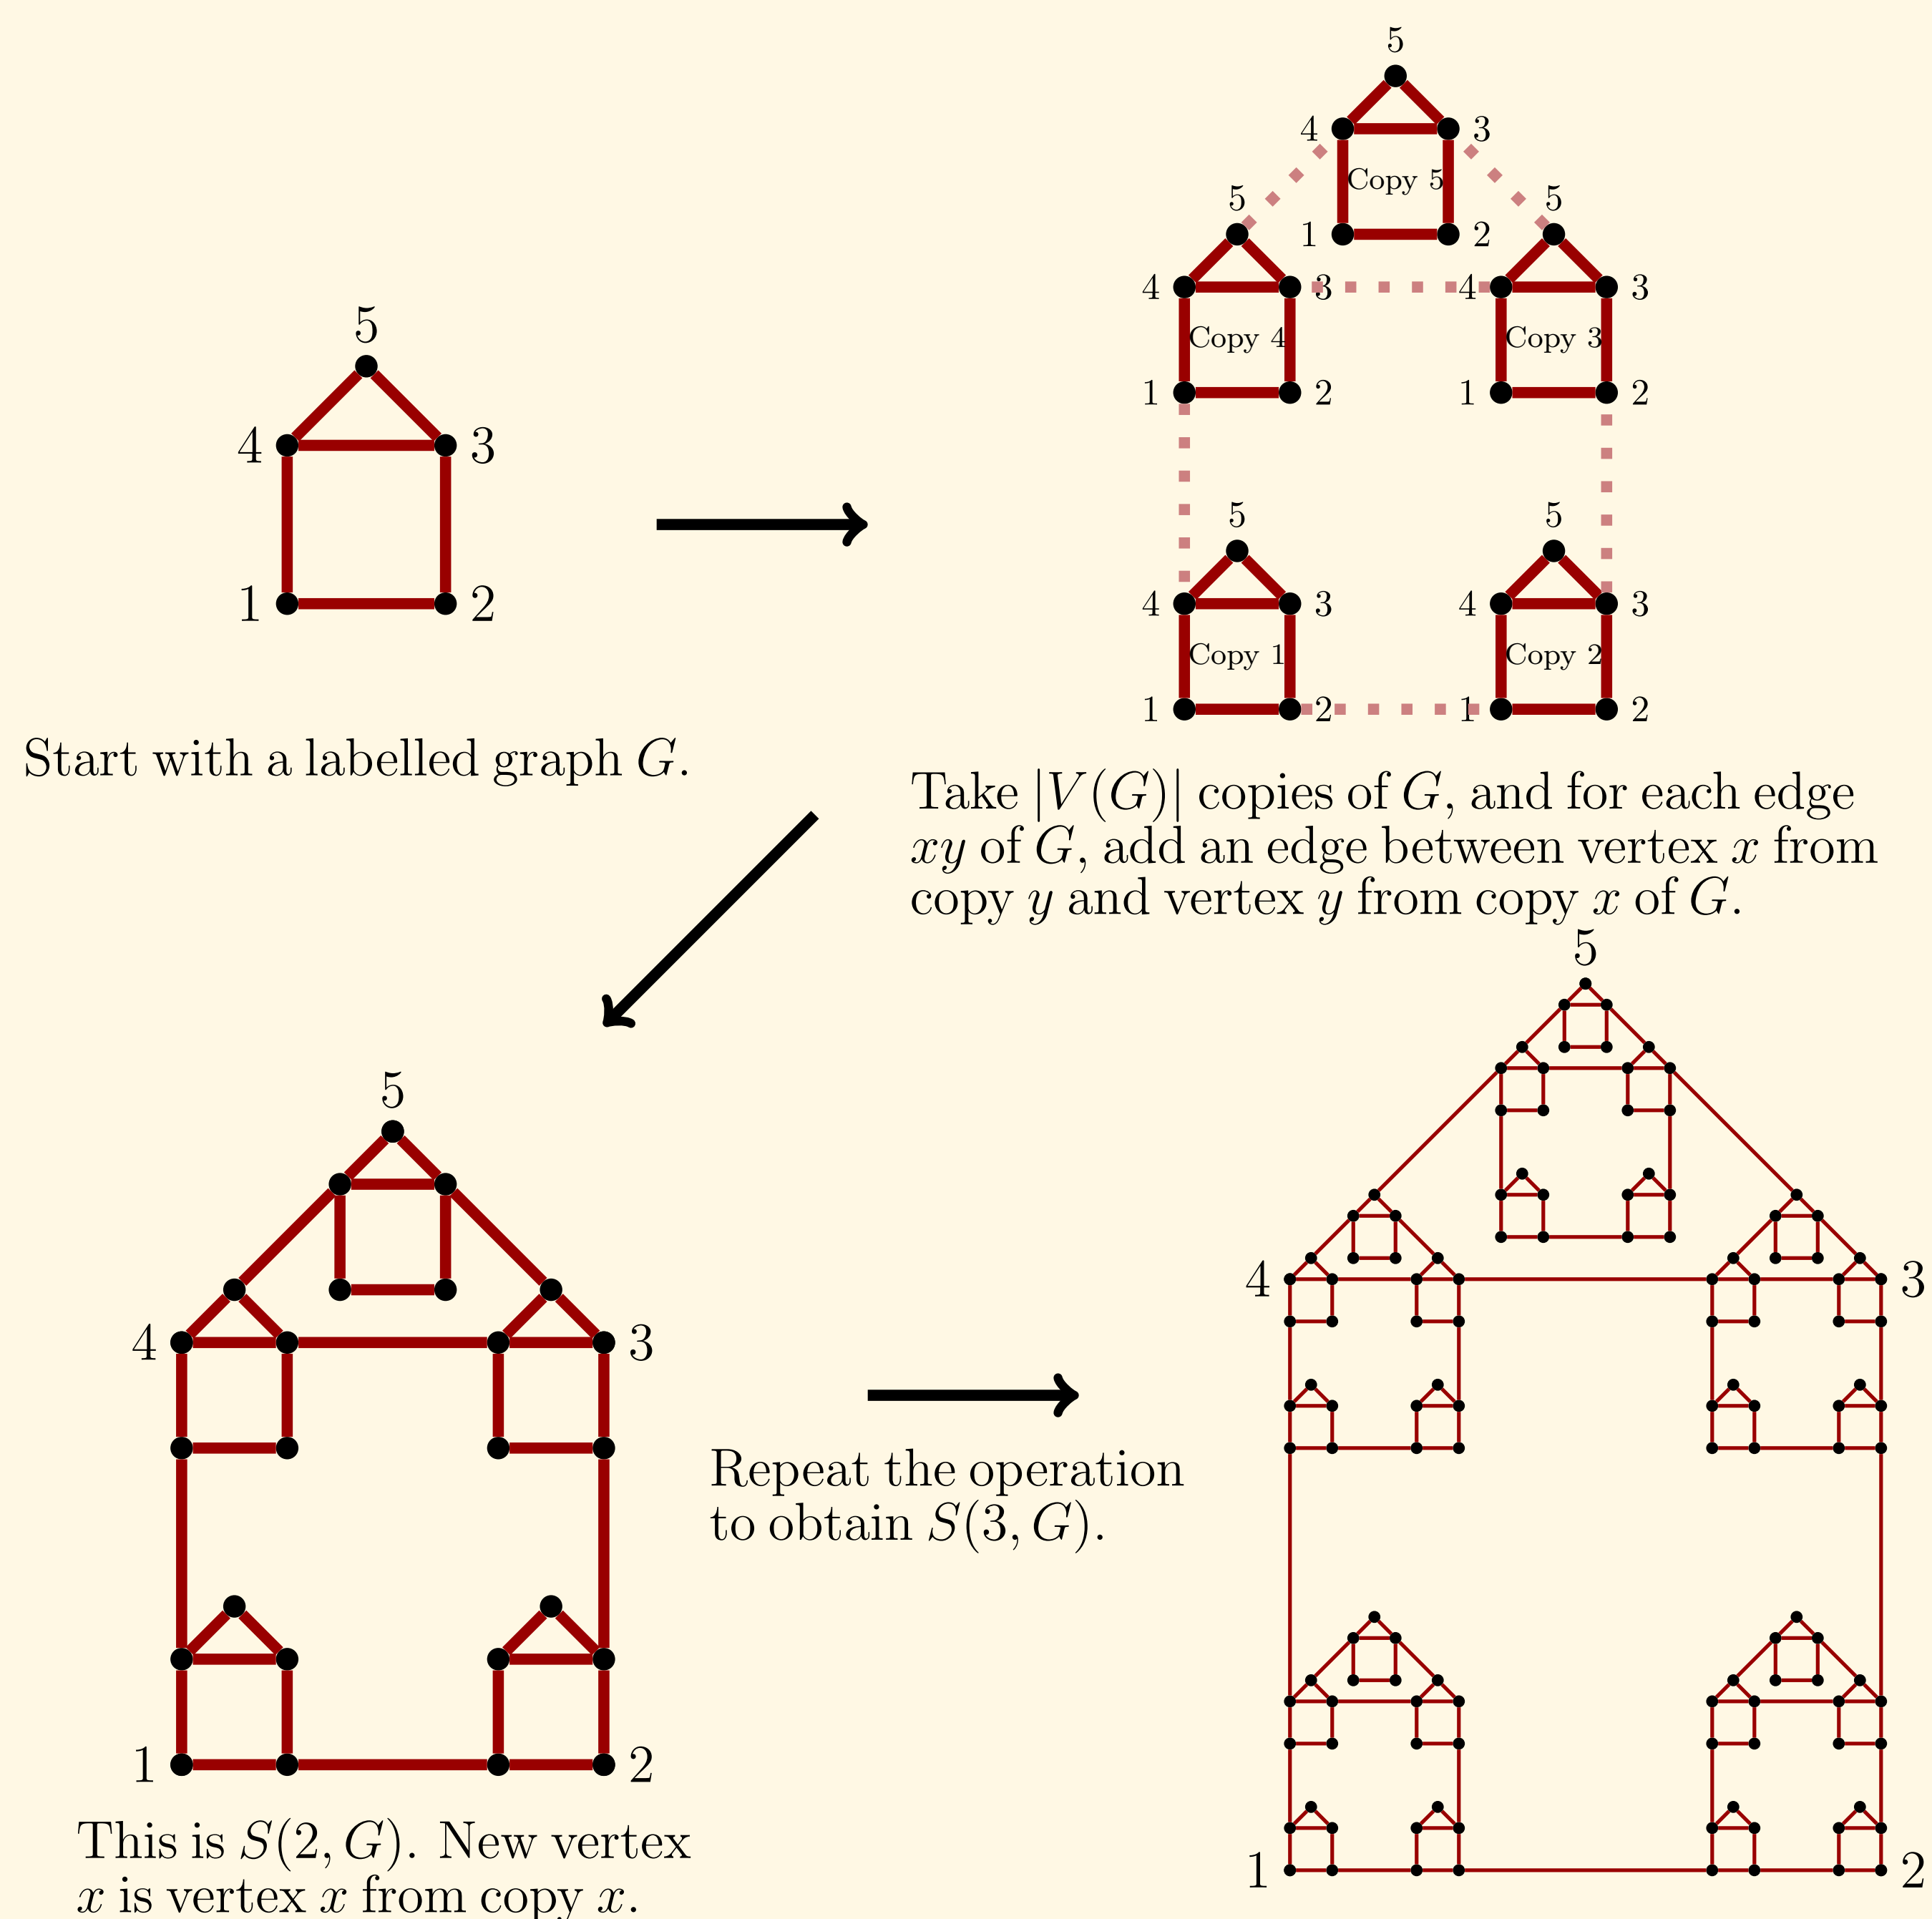 5
4 3
1 2
Start with a labelled graph G.
5
4 3
Copy 5
1 2
5 5
4 3 4 3
Copy 4 Copy 3
1 2 1 2
5 5
4 3 4 3
Copy 1 Copy 2
1 2 1 2
Take |V(G)| copies of G, and for each edge
xy of G, add an edge between vertex x from
copy y and vertex y from copy x of G.
5
4 3
1 2
This is S(2, G). New vertex
x is vertex x from copy x.
Repeat the operation
to obtain S(3, G).
5
4 3
1 2